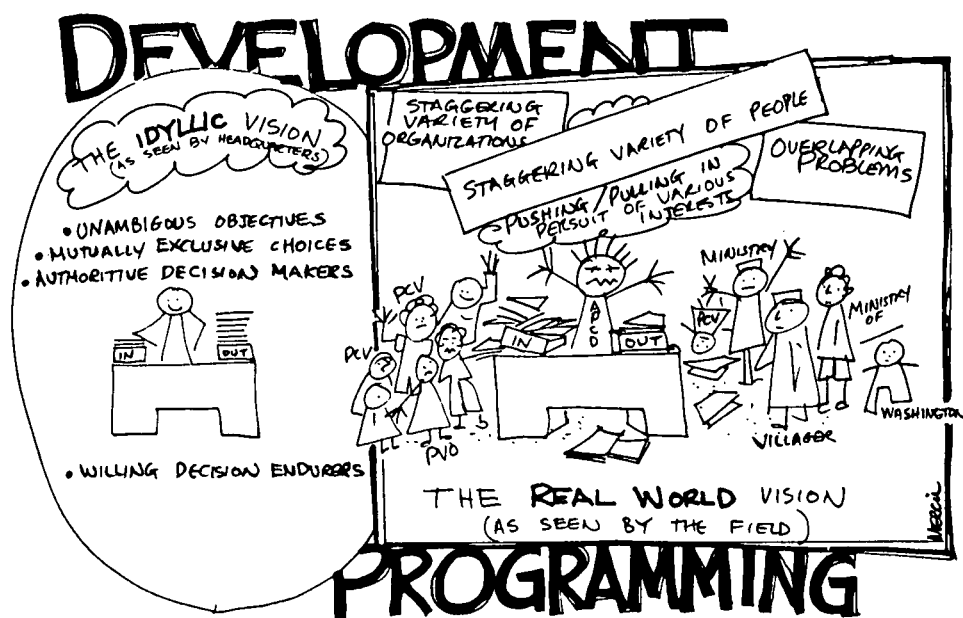 DEVELOPMENT
THE IDYLLIC VISION
(AS SEEN BY HEADQUARTERS)
• UNAMBIGOUS OBJECTIVES
• MUTUALLY EXCLUSIVE CHOICES
• AUTHORITIVE DECISION MAKERS
IN
OUT
• WILLING DECISION ENDURERS
STAGGERING
VARIETY OF
ORGANIZATIONS
STAGGERING VARIETY OF PEOPLE
OVERLAPPING
PROBLEMS
PUSHING/PULLING IN
PERSUIT OF VARIOUS
INTERESTS
PCV
PCV
PVO
APCD
IN
OUT
MINISTRY
PCV
VILLAGER
MINISTRY
OF
WASHINGTON
THE REAL WORLD VISION
(AS SEEN BY THE FIELD)
PROGRAMMING